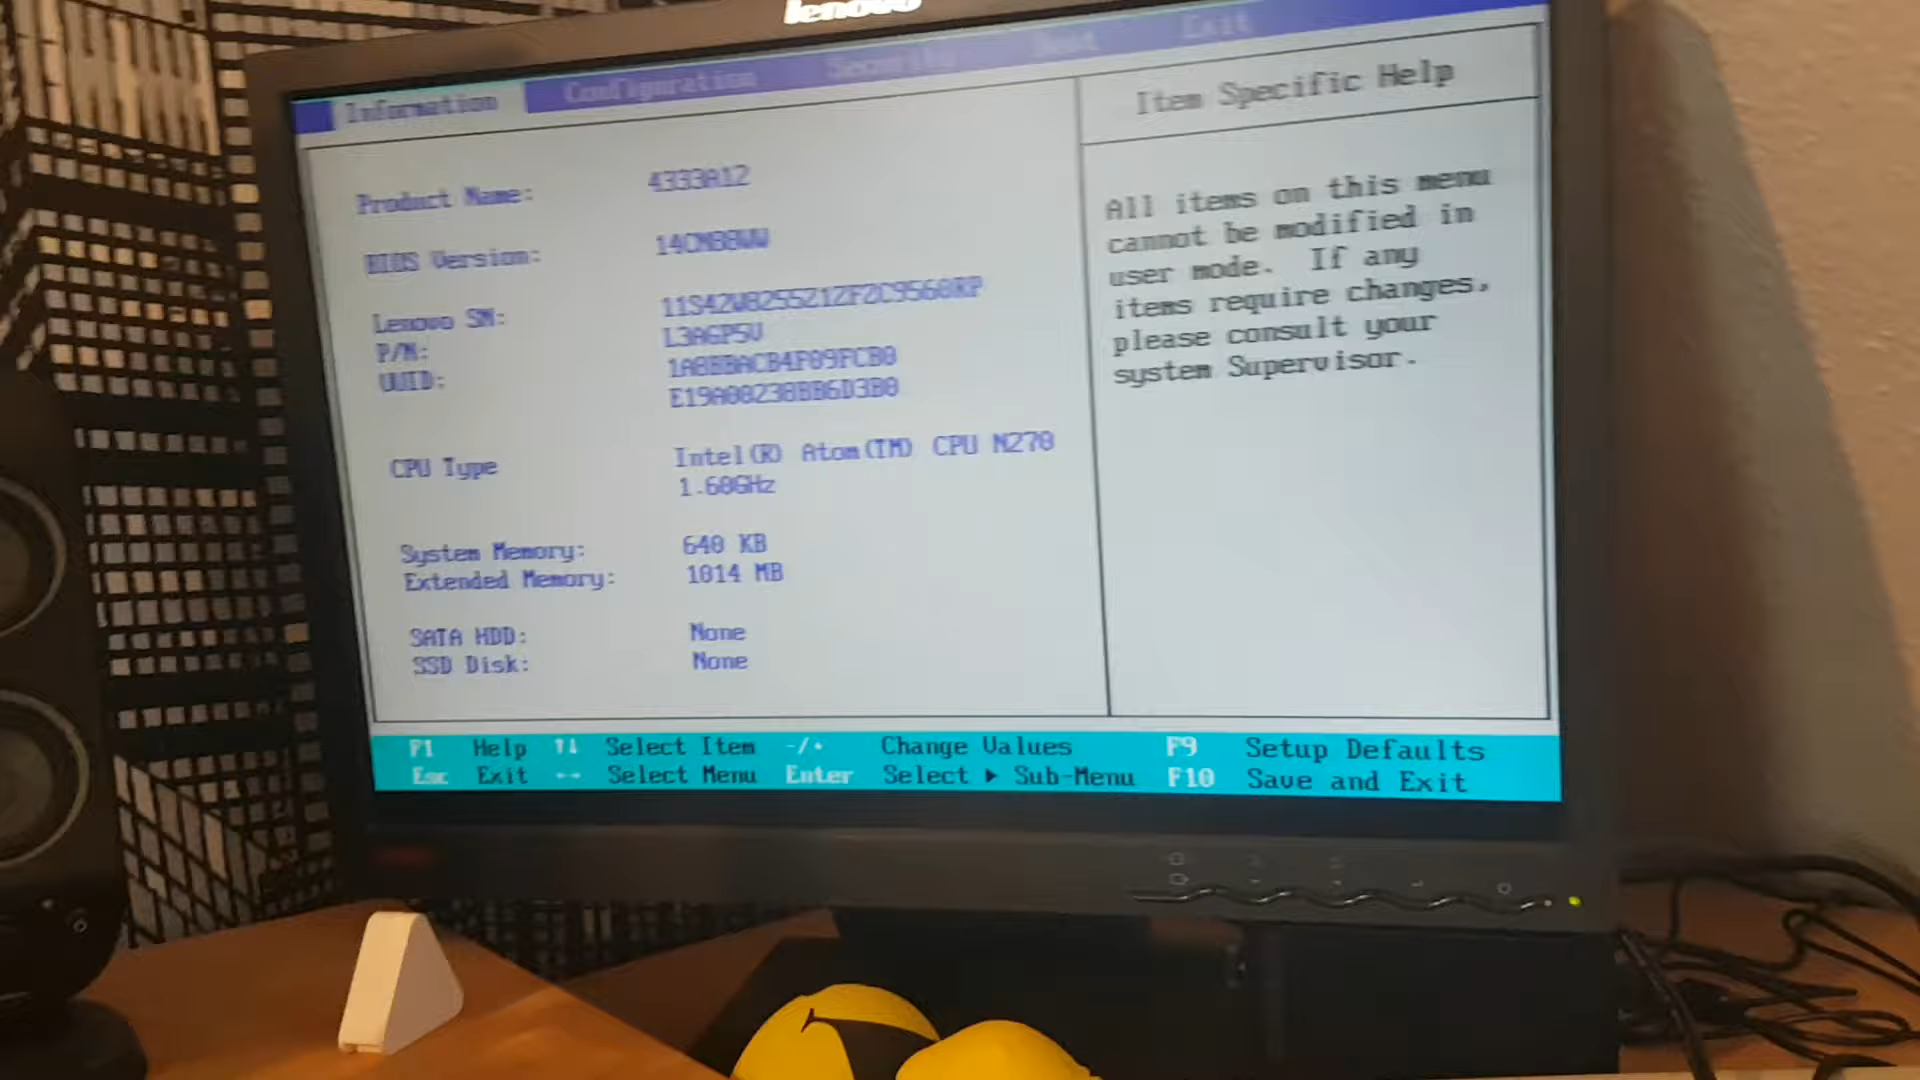 lenovo
Information Configuration Security Boot Exit
Item Specific Help
Product Name: 4333A12
BIOS Version: 14CN88WW
Lenovo SN:
P/N: L3AGP5U
UUID:
CPU Type Intel(R) Atom(TM) CPU N270
1.60GHz
System Memory: 640 KB
Extended Memory: 1014 MB
SATA HDD: None
SSD Disk: None
All items on this menu
cannot be modified in
user mode. If any
items require changes,
please consult your
system Supervisor.
F1 Help ↑↓ Select Item -/+ Change Values F9 Setup Defaults
Esc Exit ←→ Select Menu Enter Select ▶ Sub-Menu F10 Save and Exit